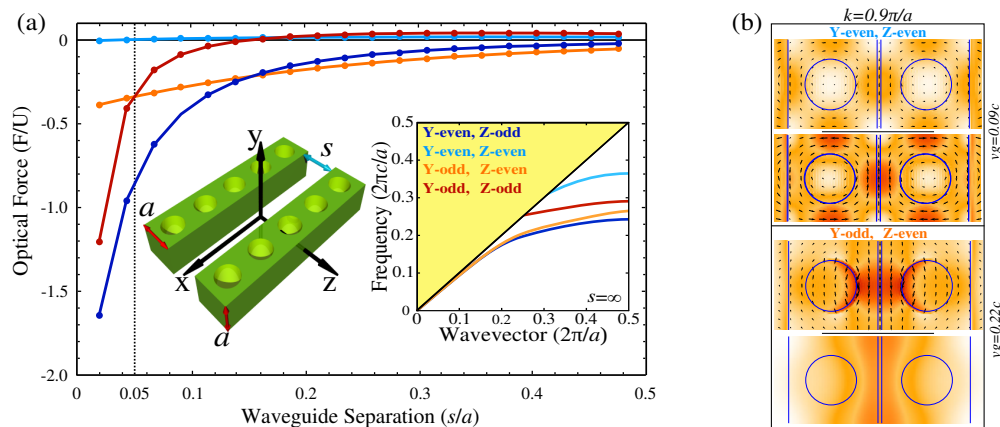 (a)
0
-0.5
-1.0
-1.5
-2.0
Optical Force (F/U)
0
0.05
0.1
0.2
0.3
0.4
0.5
Waveguide Separation (s/a)
y
x
z
s
a
a
0.5
0.4
0.3
0.2
0.1
0
Frequency (2πc/a)
Y-even, Z-odd
Y-even, Z-even
Y-odd, Z-even
Y-odd, Z-odd
s=∞
0
0.1
0.2
0.3
0.4
0.5
Wavevector (2π/a)
(b)
k=0.9π/a
Y-even, Z-even
vg=0.09c
Y-odd, Z-even
vg=0.22c